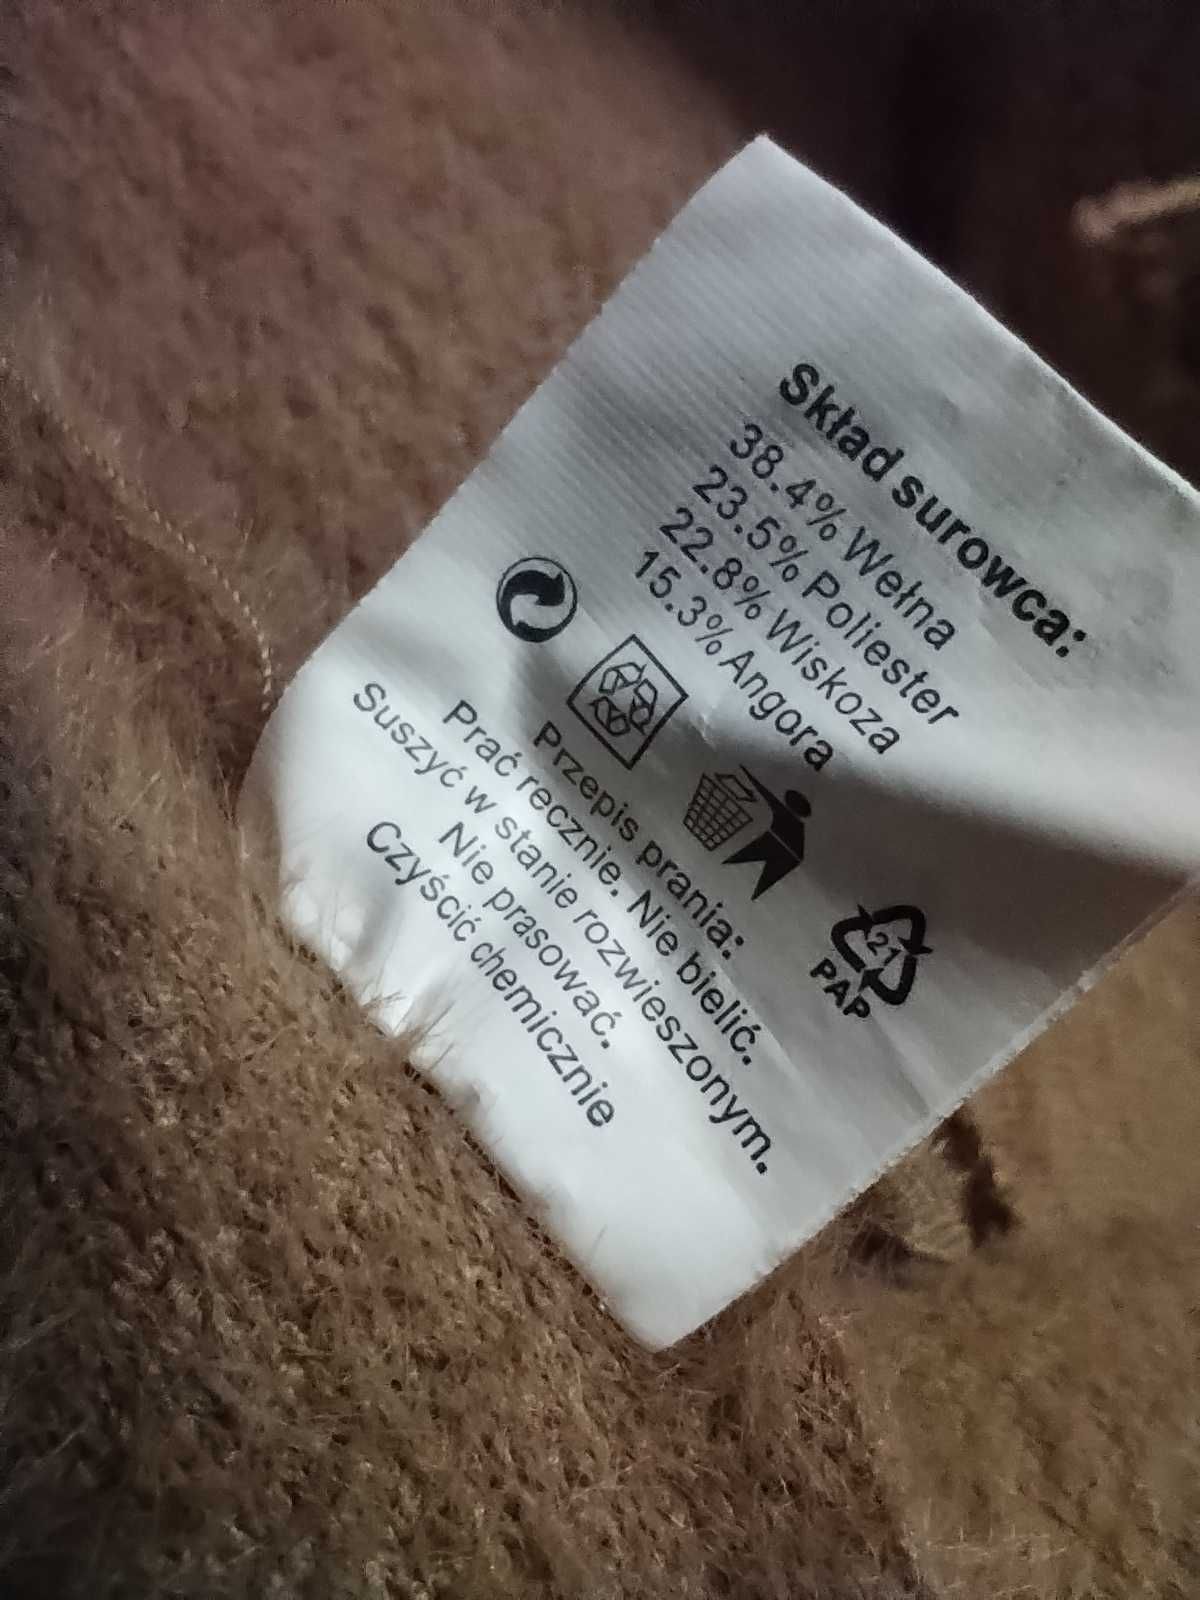 Skład surowca:
38.4% Wełna
23.5% Poliester
22.8% Wiskoza
15.3% Angora
21
PAP
Przepis prania:
Prać recznie. Nie bielić.
Suszyć w stanie rozwieszonym.
Nie prasować.
Czyścić chemicznie